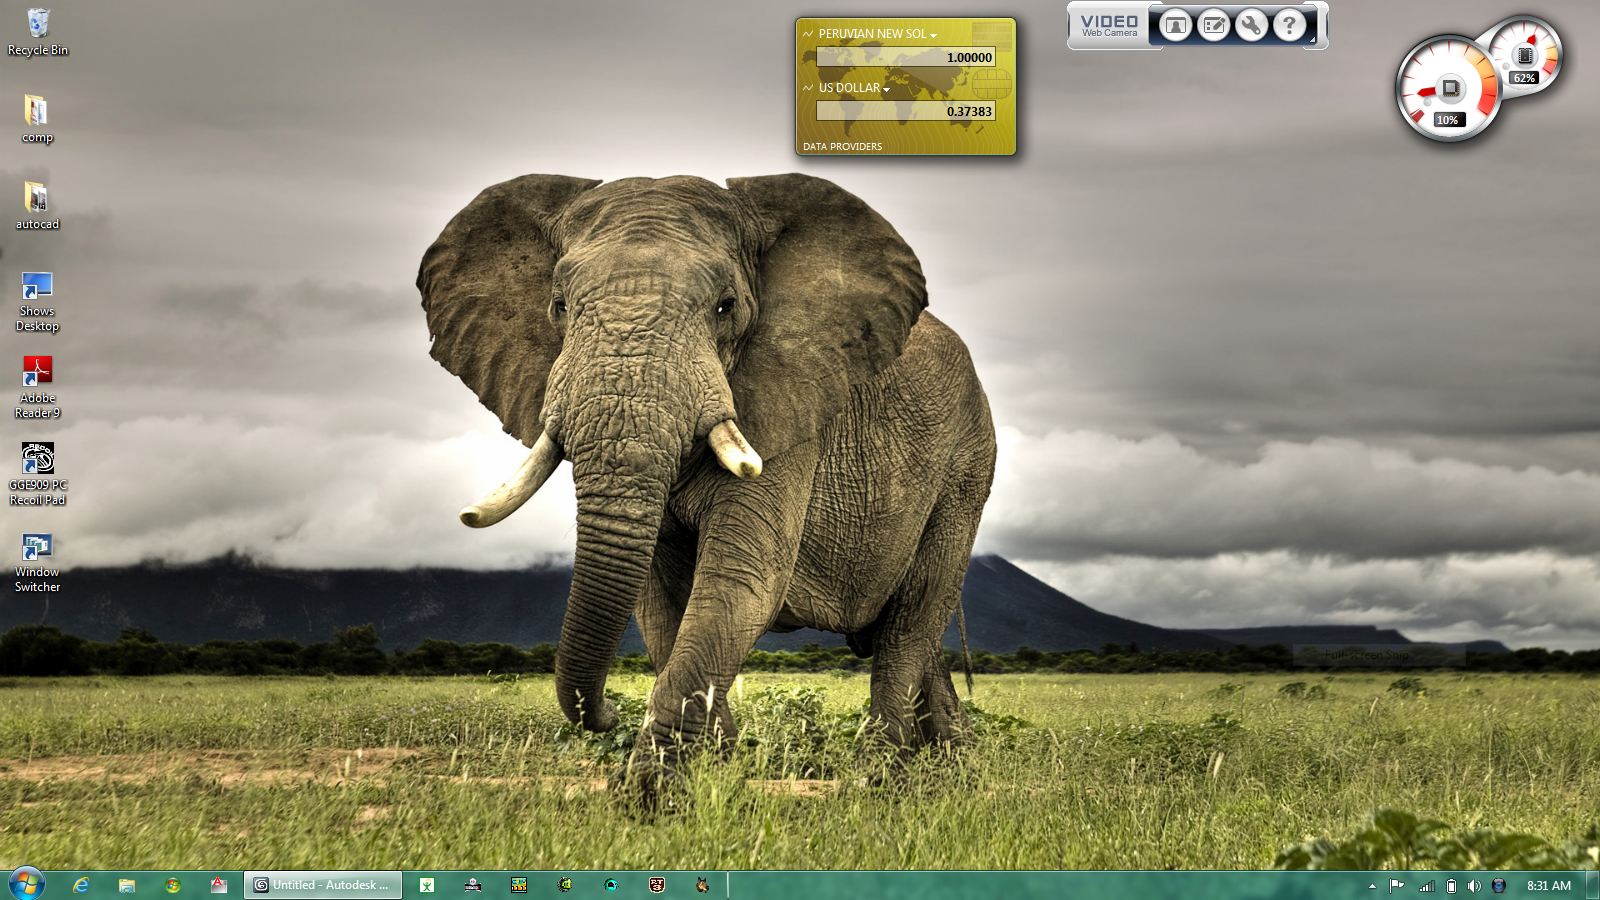 Recycle Bin
comp
autocad
Shows
Desktop
Adobe
Reader 9
GGE909 PC
Recoil Pad
Window
Switcher
PERUVIAN NEW SOL
1.00000
US DOLLAR
0.37383
DATA PROVIDERS
VIDEO
Web Camera
?
62%
10%
Full-screen Snip
Untitled - Autodesk ...
8:31 AM